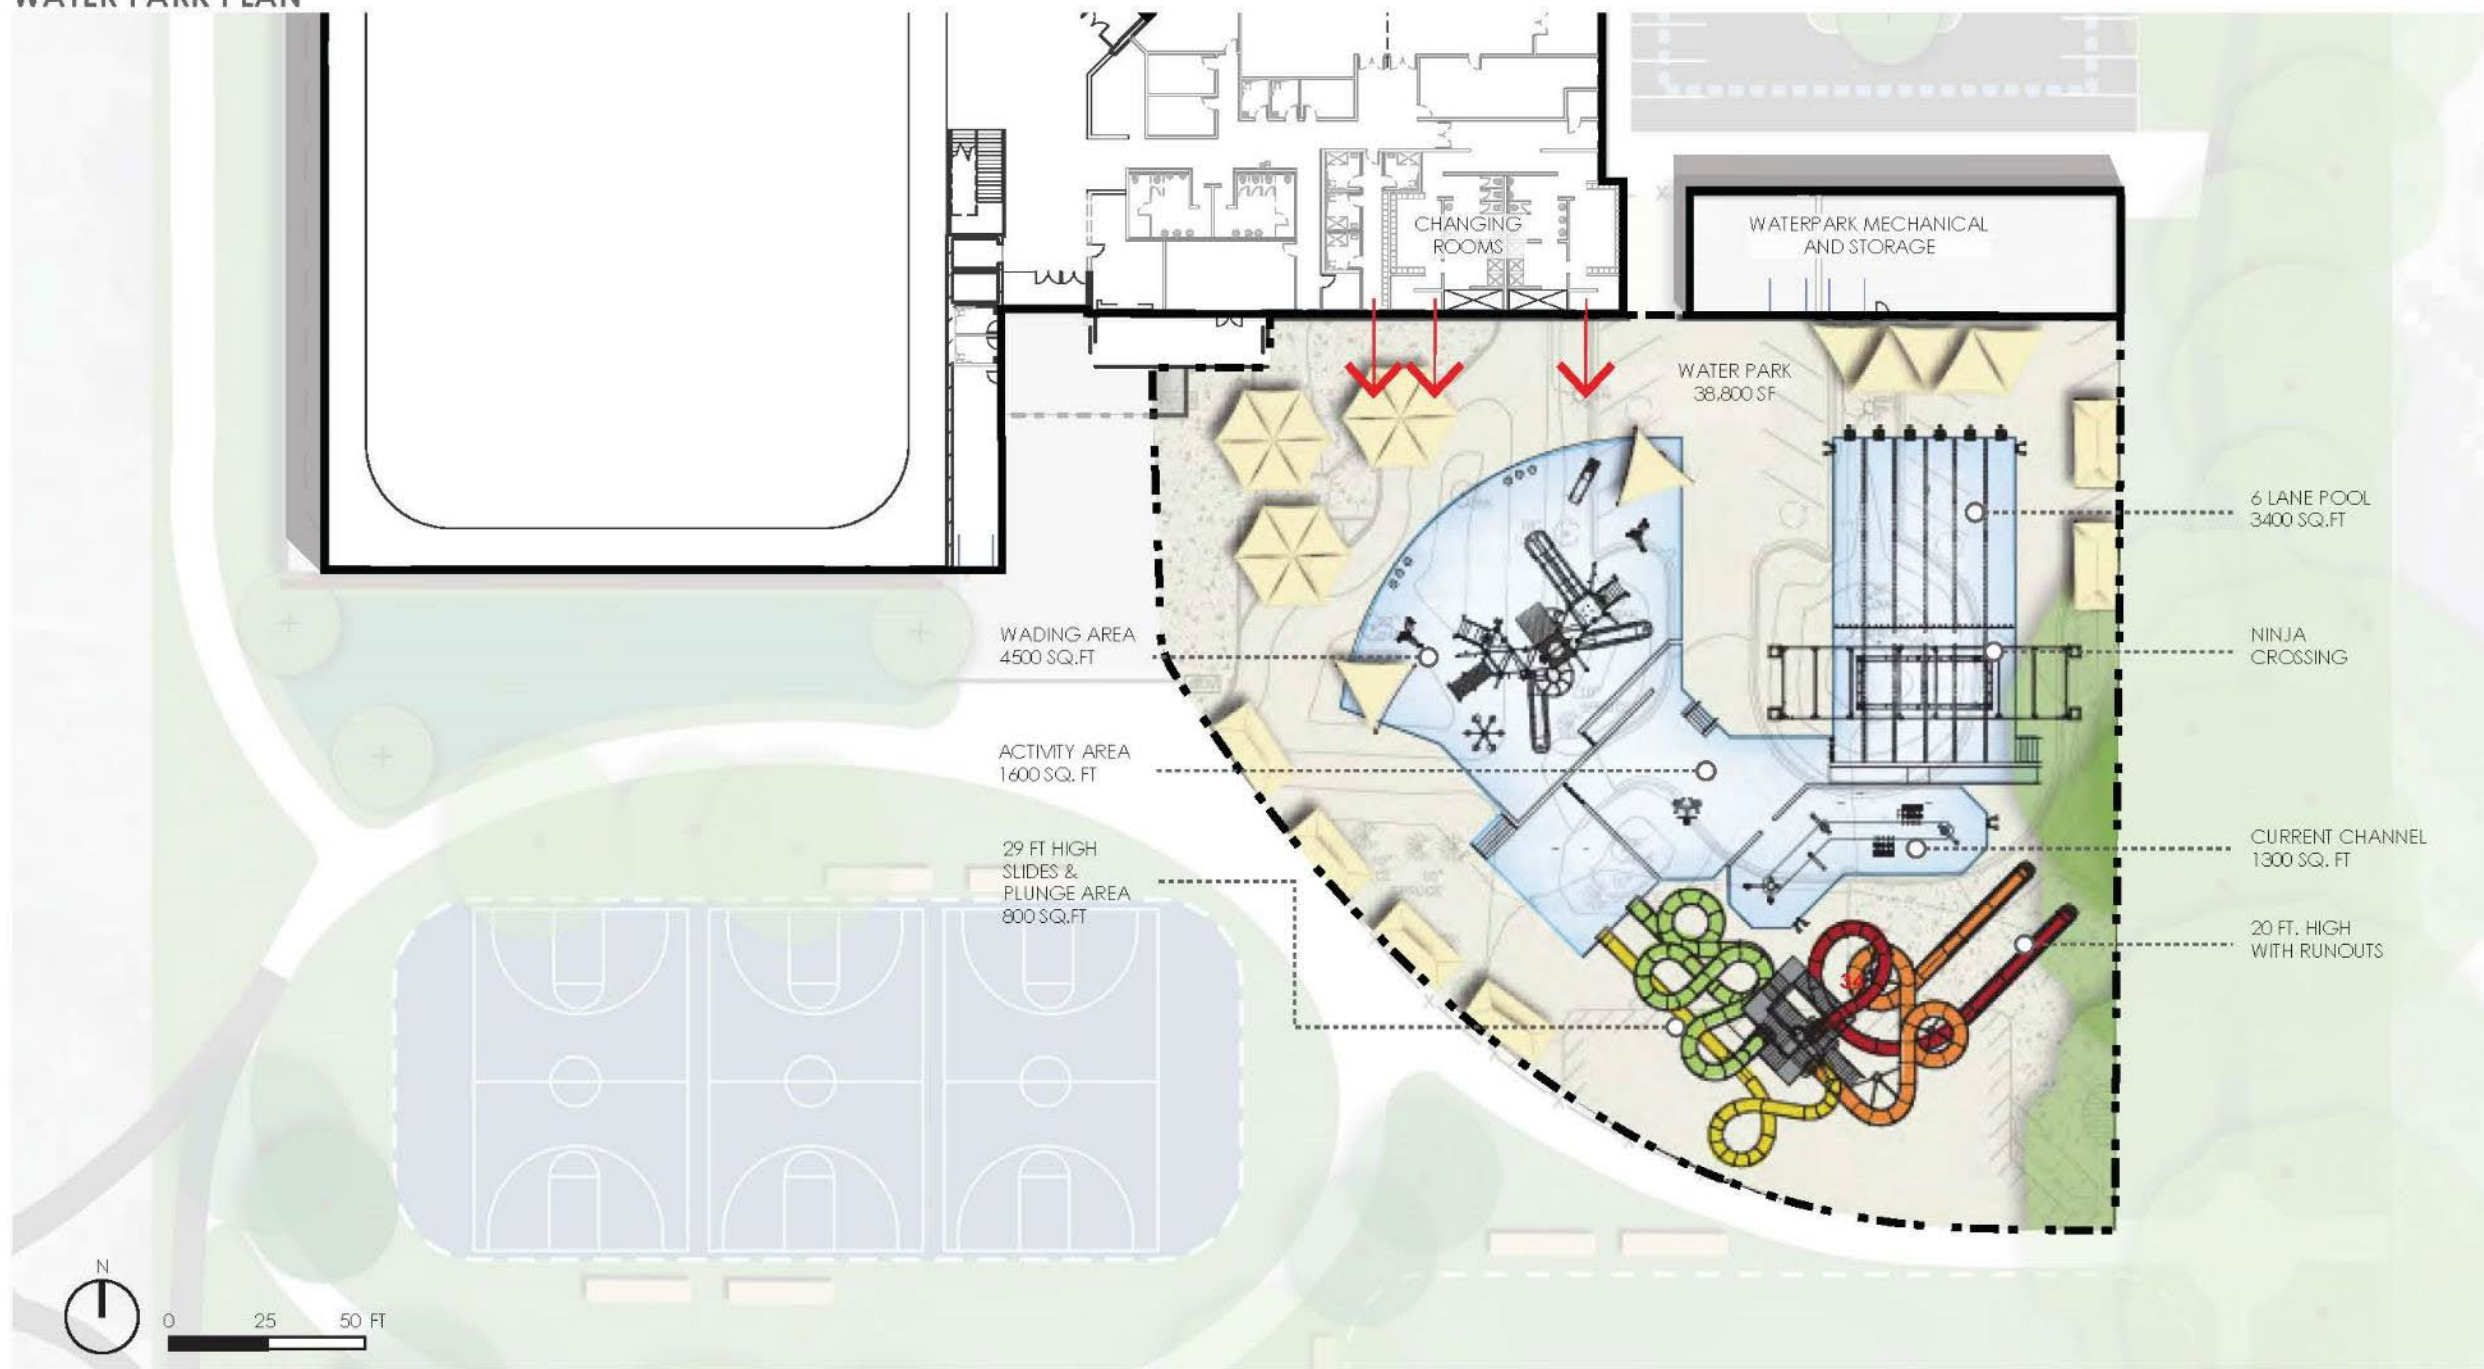 WATER PARK PLAN
CHANGING
ROOMS
WATERPARK MECHANICAL
AND STORAGE
WATER PARK
38,800 SF
6 LANE POOL
3400 SQ.FT
WADING AREA
4500 SQ.FT
NINJA
CROSSING
ACTIVITY AREA
1600 SQ. FT
29 FT HIGH
SLIDES &
PLUNGE AREA
800 SQ.FT
CURRENT CHANNEL
1300 SQ. FT
20 FT. HIGH
WITH RUNOUTS
34
N
0 25 50 FT